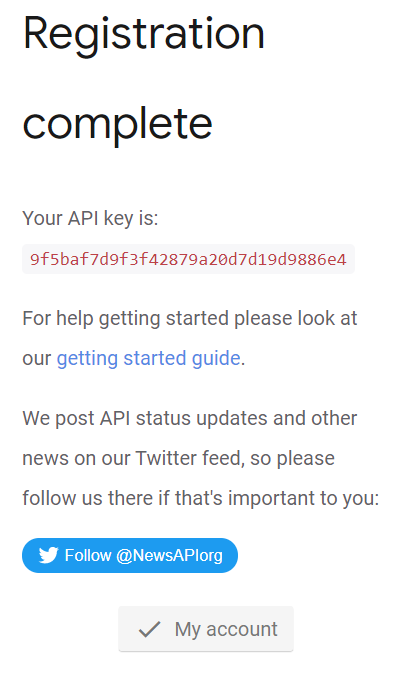 Registration
complete
Your API key is:
9f5baf7d9f3f42879a20d7d19d9886e4
For help getting started please look at
our getting started guide.
We post API status updates and other
news on our Twitter feed, so please
follow us there if that's important to you:
Follow @NewsAPIorg
My account